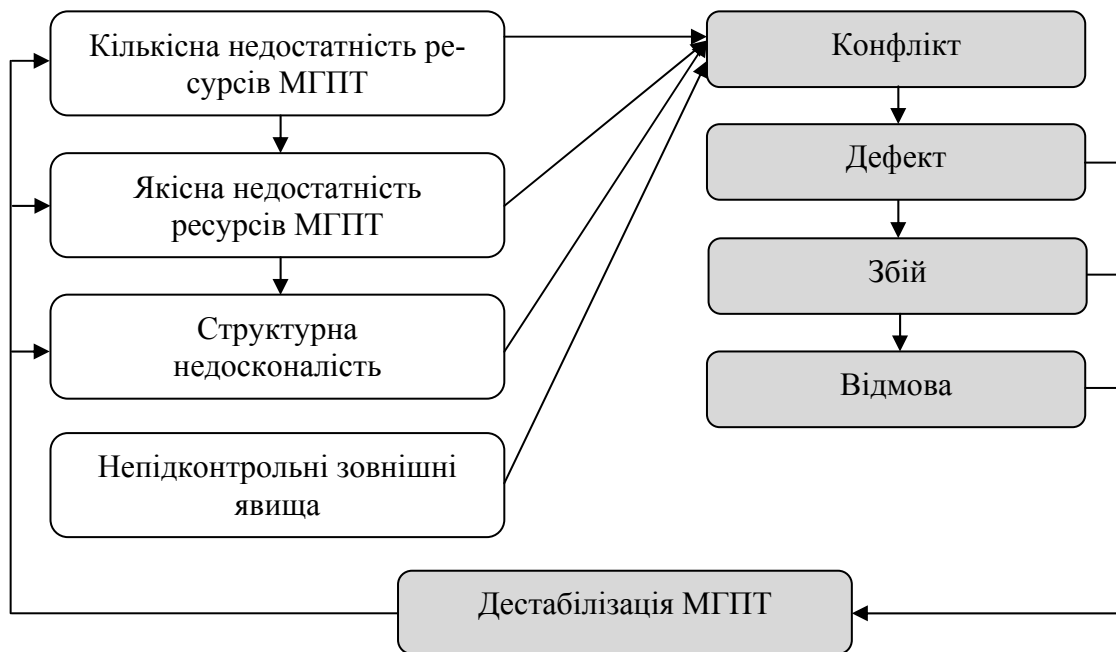 Кількісна недостатність ре-
сурсів МГПТ
Якісна недостатність
ресурсів МГПТ
Структурна
недосконалість
Непідконтрольні зовнішні
явища
Конфлікт
Дефект
Збій
Відмова
Дестабілізація МГПТ